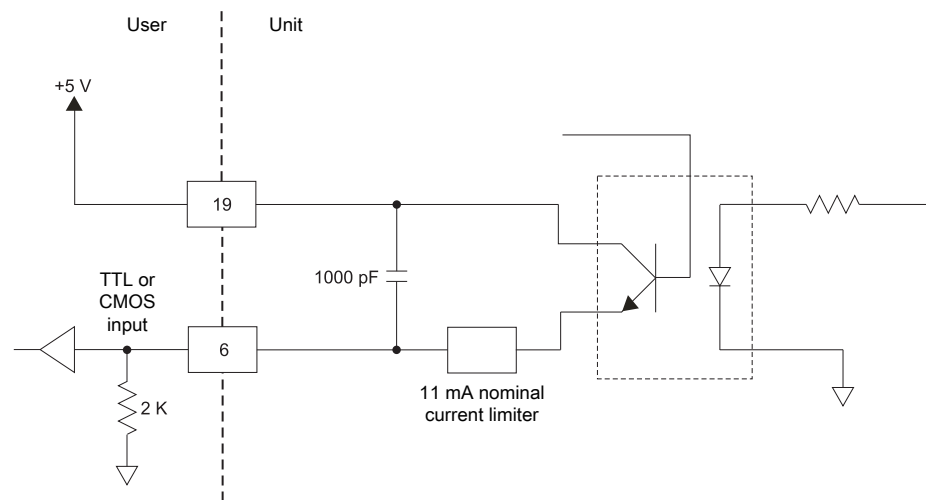 User
Unit
+5 V
19
1000 pF
TTL or
CMOS
input
6
11 mA nominal
current limiter
2 K